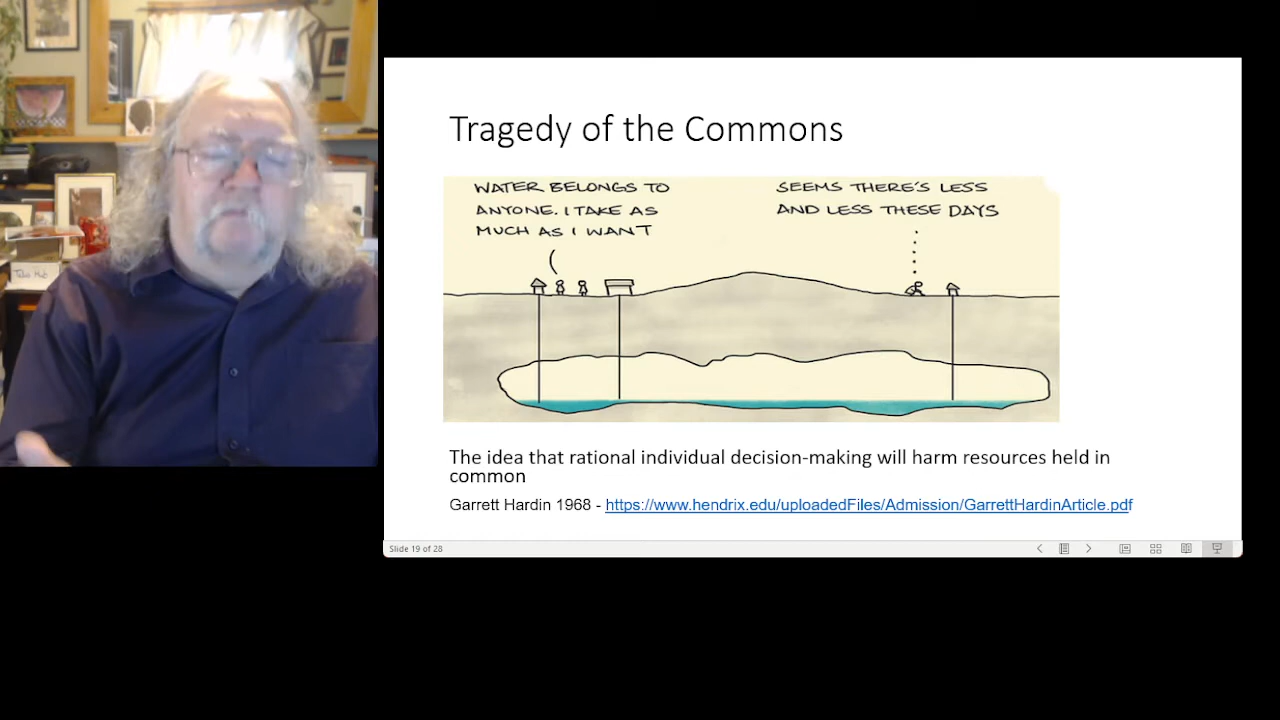 Tragedy of the Commons
WATER BELONGS TO
ANYONE. I TAKE AS
MUCH AS I WANT
SEEMS THERE'S LESS
AND LESS THESE DAYS
The idea that rational individual decision-making will harm resources held in
common
Garrett Hardin 1968 - https://www.hendrix.edu/uploadedFiles/Admission/GarrettHardinArticle.pdf
Slide 19 of 28